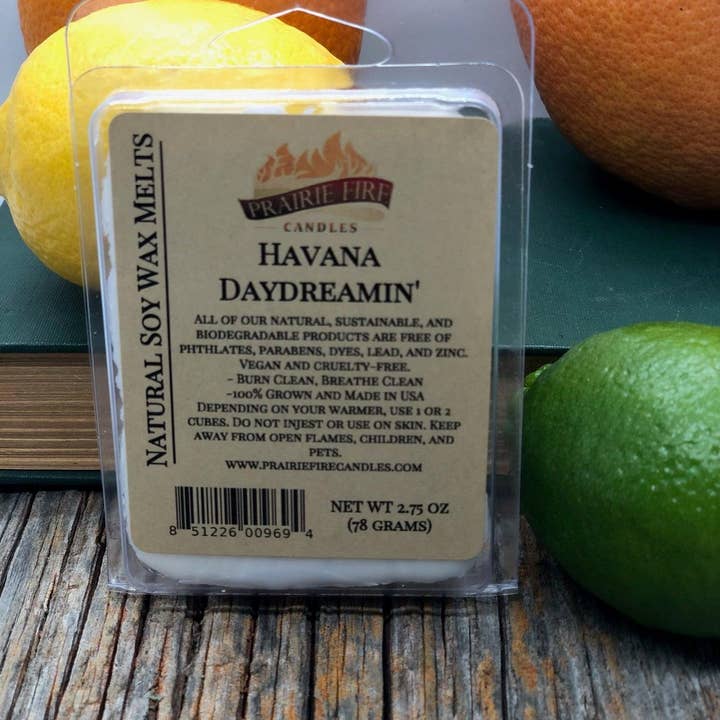 NATURAL SOY WAX MELTS
PRAIRIE FIRE
CANDLES
HAVANA
DAYDREAMIN'
ALL OF OUR NATURAL, SUSTAINABLE, AND
BIODEGRADABLE PRODUCTS ARE FREE OF
PHTHLATES, PARABENS, DYES, LEAD, AND ZINC.
VEGAN AND CRUELTY-FREE.
- BURN CLEAN, BREATHE CLEAN
-100% GROWN AND MADE IN USA
DEPENDING ON YOUR WARMER, USE 1 OR 2
CUBES. DO NOT INJEST OR USE ON SKIN. KEEP
AWAY FROM OPEN FLAMES, CHILDREN, AND
PETS.
WWW.PRAIRIEFIRECANDLES.COM
8 51226 00969 4
NET WT 2.75 OZ
(78 GRAMS)